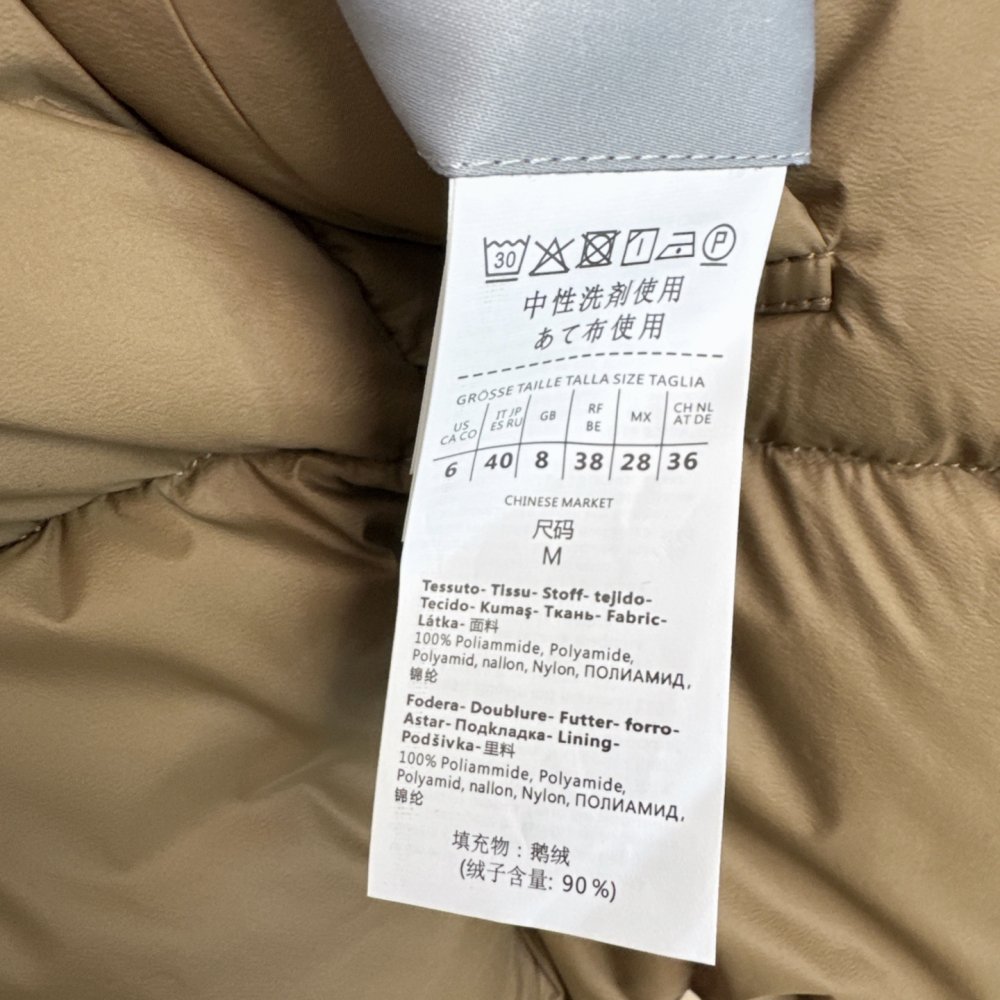 30 P
中性洗剤使用
あて布使用
GRÖSSE TAILLE TALLA SIZE TAGLIA
US CA CO IT JP ES RU GB RF BE MX CH NL AT DE
6 40 8 38 28 36
CHINESE MARKET
尺码
M
Tessuto- Tissu- Stoff- tejido-
Tecido- Kumaş- Ткань- Fabric-
Látka- 面料
100% Poliammide, Polyamide,
Polyamid, nallon, Nylon, ПОЛИАМИД,
锦纶
Fodera- Doublure- Futter- forro-
Astar- Подкладка- Lining-
Podšivka- 里料
100% Poliammide, Polyamide,
Polyamid, nallon, Nylon, ПОЛИАМИД,
锦纶
填充物：鹅绒
(绒子含量: 90%)